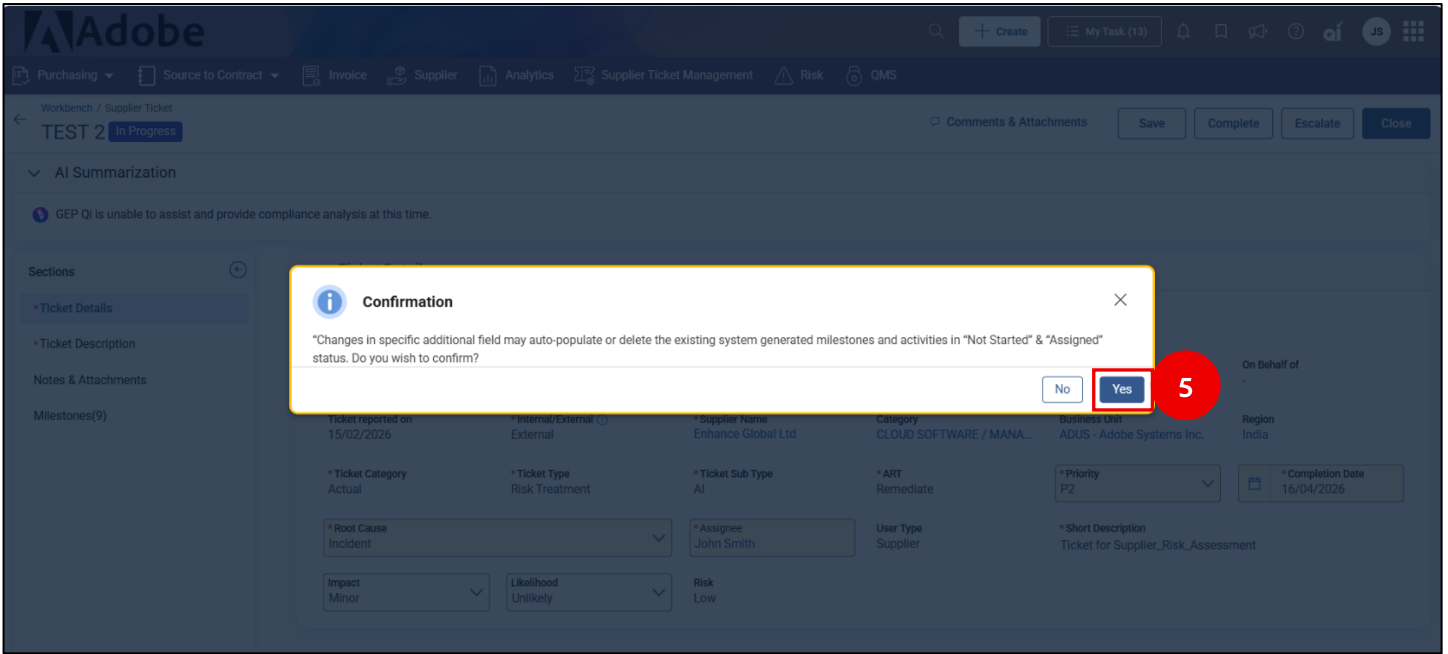 Adobe
Create
My Task (13)
JS
Purchasing
Source to Contract
Invoice
Supplier
Analytics
Supplier Ticket Management
Risk
QMS
Workbench / Supplier Ticket
TEST 2
In Progress
Comments & Attachments
Save
Complete
Escalate
Close
AI Summarization
GEP Qi is unable to assist and provide compliance analysis at this time.
Sections
*Ticket Details
*Ticket Description
Notes & Attachments
Milestones(9)
Confirmation
"Changes in specific additional field may auto-populate or delete the existing system generated milestones and activities in "Not Started" & "Assigned"
status. Do you wish to confirm?
No
Yes
5
On Behalf of
-
Ticket reported on
15/02/2026
*Internal/External
External
*Supplier Name
Enhance Global Ltd
Category
CLOUD SOFTWARE / MANA...
Business Unit
ADUS - Adobe Systems Inc.
Region
India
*Ticket Category
Actual
*Ticket Type
Risk Treatment
*Ticket Sub Type
AI
*ART
Remediate
*Priority
P2
*Completion Date
16/04/2026
*Root Cause
Incident
*Assignee
John Smith
User Type
Supplier
*Short Description
Ticket for Supplier_Risk_Assessment
Impact
Minor
Likelihood
Unlikely
Risk
Low